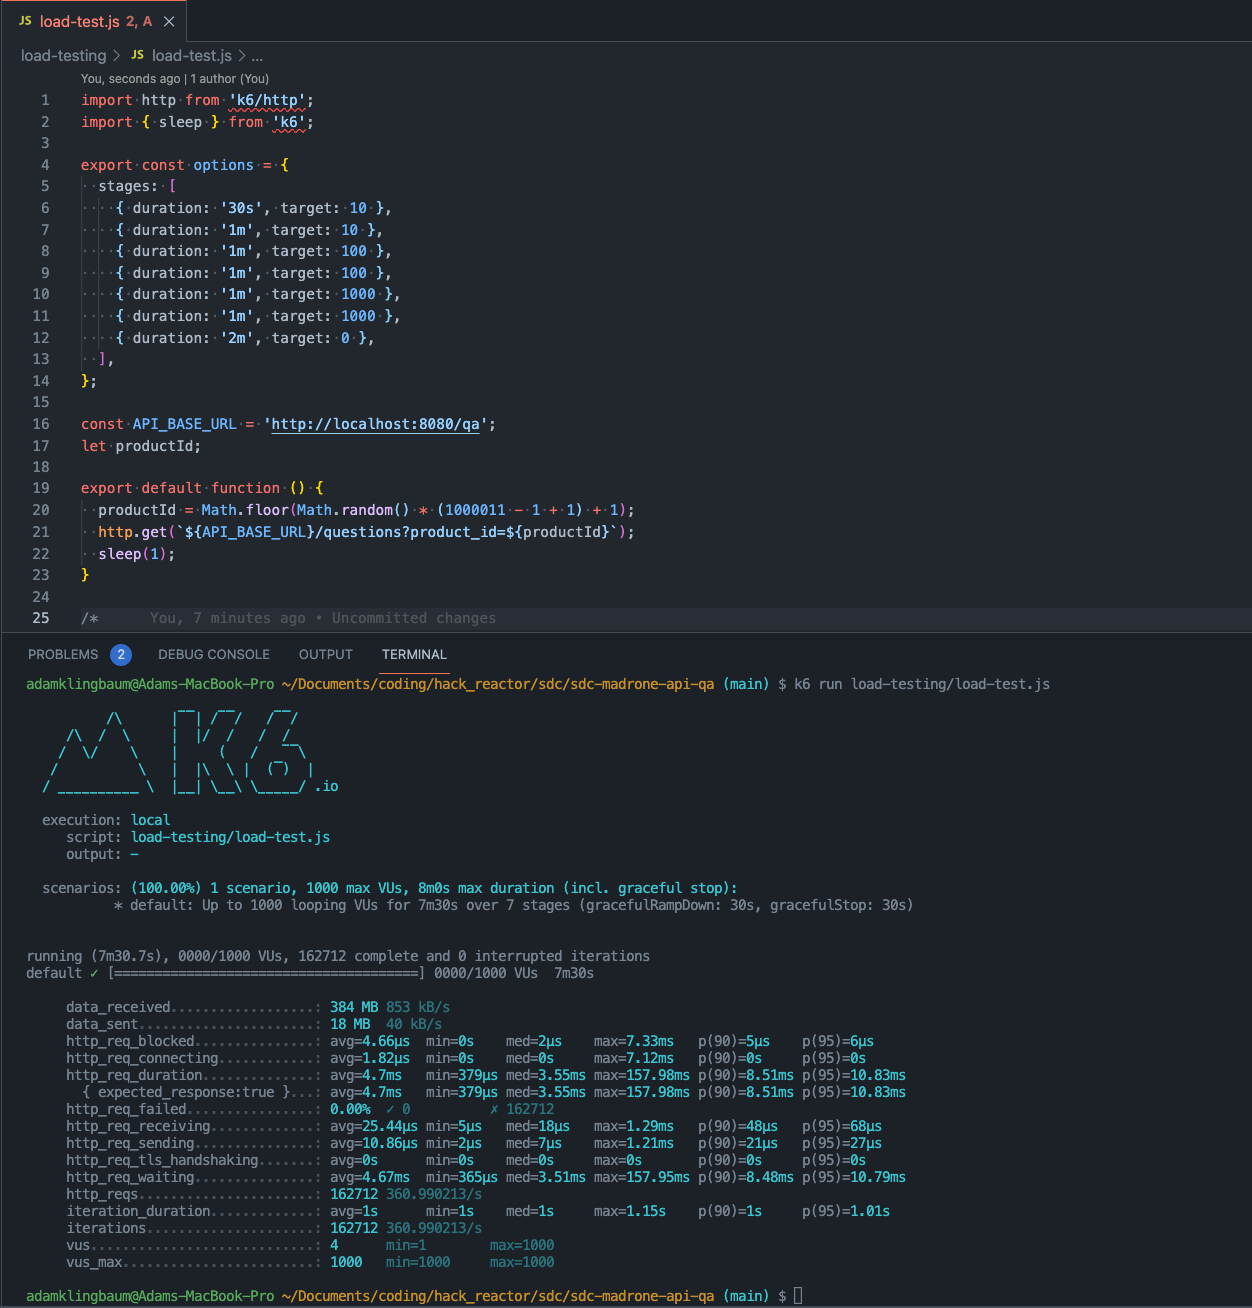 JS load-test.js 2, A ×
load-testing > JS load-test.js > ...
You, seconds ago | 1 author (You)
1 import http from 'k6/http';
2 import { sleep } from 'k6';
3
4 export const options = {
5   stages: [
6     { duration: '30s', target: 10 },
7     { duration: '1m', target: 10 },
8     { duration: '1m', target: 100 },
9     { duration: '1m', target: 100 },
10     { duration: '1m', target: 1000 },
11     { duration: '1m', target: 1000 },
12     { duration: '2m', target: 0 },
13   ],
14 };
15
16 const API_BASE_URL = 'http://localhost:8080/qa';
17 let productId;
18
19 export default function () {
20   productId = Math.floor(Math.random() * (1000011 - 1 + 1) + 1);
21   http.get(`${API_BASE_URL}/questions?product_id=${productId}`);
22   sleep(1);
23 }
24
25 /* You, 7 minutes ago • Uncommitted changes
PROBLEMS 2 DEBUG CONSOLE OUTPUT TERMINAL
adamklingbaum@Adams-MacBook-Pro ~/Documents/coding/hack_reactor/sdc/sdc-madrone-api-qa (main) $ k6 run load-testing/load-test.js
K6
.io
execution: local
script: load-testing/load-test.js
output: -
scenarios: (100.00%) 1 scenario, 1000 max VUs, 8m0s max duration (incl. graceful stop):
* default: Up to 1000 looping VUs for 7m30s over 7 stages (gracefulRampDown: 30s, gracefulStop: 30s)
running (7m30.7s), 0000/1000 VUs, 162712 complete and 0 interrupted iterations
default ✓ [======================================] 0000/1000 VUs 7m30s
data_received..................: 384 MB 853 kB/s
data_sent......................: 18 MB 40 kB/s
http_req_blocked...............: avg=4.66µs min=0s med=2µs max=7.33ms p(90)=5µs p(95)=6µs
http_req_connecting............: avg=1.82µs min=0s med=0s max=7.12ms p(90)=0s p(95)=0s
http_req_duration..............: avg=4.7ms min=379µs med=3.55ms max=157.98ms p(90)=8.51ms p(95)=10.83ms
{ expected_response:true }...: avg=4.7ms min=379µs med=3.55ms max=157.98ms p(90)=8.51ms p(95)=10.83ms
http_req_failed................: 0.00% ✓ 0 ✗ 162712
http_req_receiving.............: avg=25.44µs min=5µs med=18µs max=1.29ms p(90)=48µs p(95)=68µs
http_req_sending...............: avg=10.86µs min=2µs med=7µs max=1.21ms p(90)=21µs p(95)=27µs
http_req_tls_handshaking.......: avg=0s min=0s med=0s max=0s p(90)=0s p(95)=0s
http_req_waiting...............: avg=4.67ms min=365µs med=3.51ms max=157.95ms p(90)=8.48ms p(95)=10.79ms
http_reqs......................: 162712 360.990213/s
iteration_duration.............: avg=1s min=1s med=1s max=1.15s p(90)=1s p(95)=1.01s
iterations.....................: 162712 360.990213/s
vus............................: 4 min=1 max=1000
vus_max........................: 1000 min=1000 max=1000
adamklingbaum@Adams-MacBook-Pro ~/Documents/coding/hack_reactor/sdc/sdc-madrone-api-qa (main) $